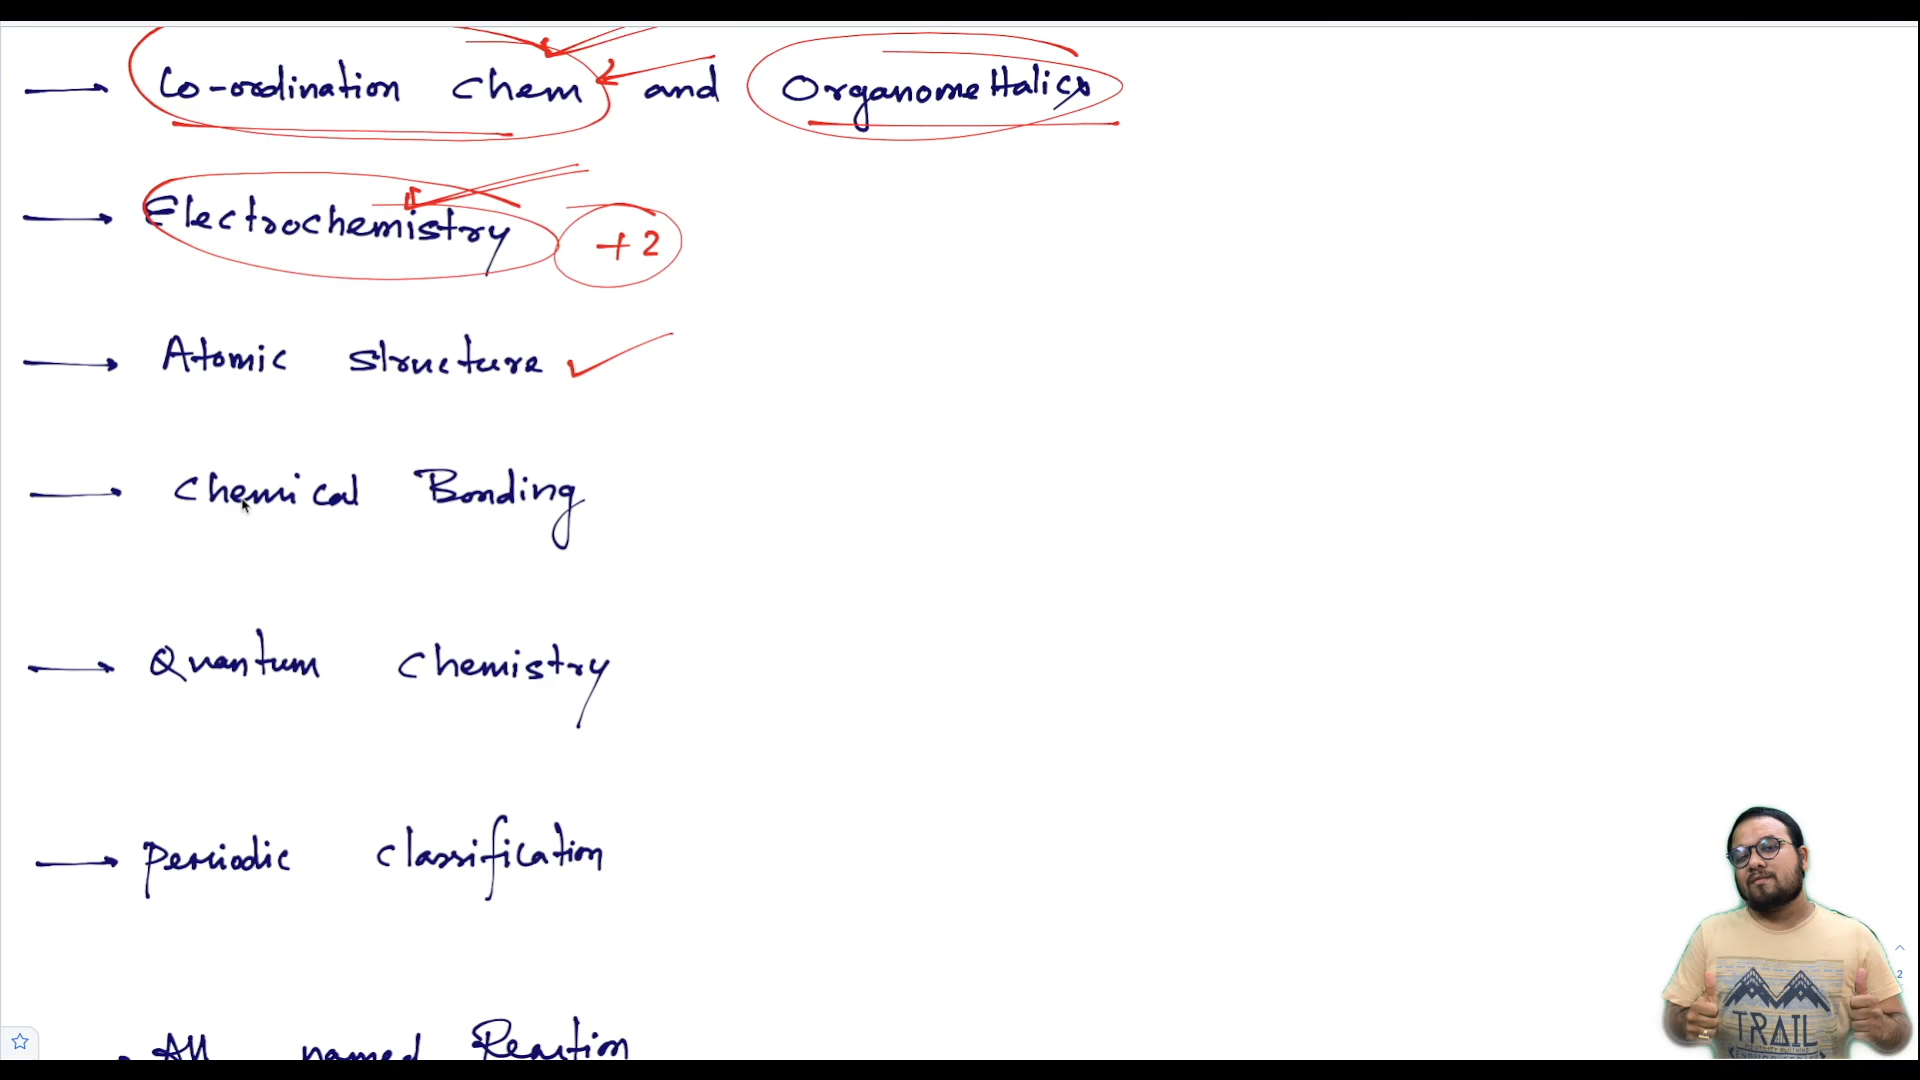 → Co-ordination Chem and Organometallics
→ Electrochemistry +2
→ Atomic Structure ✓
→ Chemical Bonding
→ Quantum Chemistry
→ Periodic Classification
All named Reaction
2
TRAIL